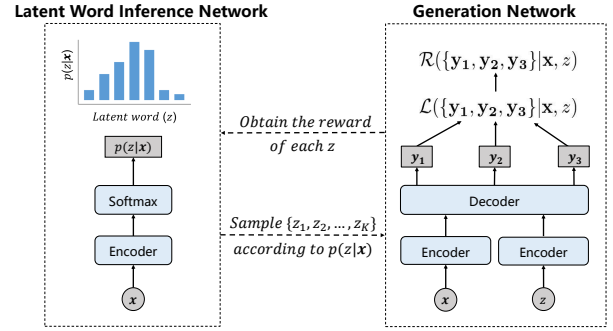 Latent Word Inference Network
p(z|x)
Latent word (z)
p(z|x)
Softmax
Encoder
x
Obtain the reward
of each z
Sample {z₁, z₂, ..., z_K}
according to p(z|x)
Generation Network
R({y₁, y₂, y₃}|x, z)
L({y₁, y₂, y₃}|x, z)
y₁ y₂ y₃
Decoder
Encoder Encoder
x z